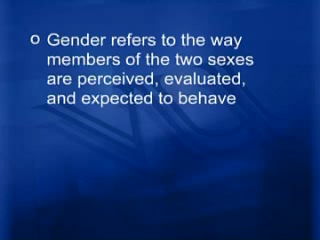 o Gender refers to the way
members of the two sexes
are perceived, evaluated,
and expected to behave